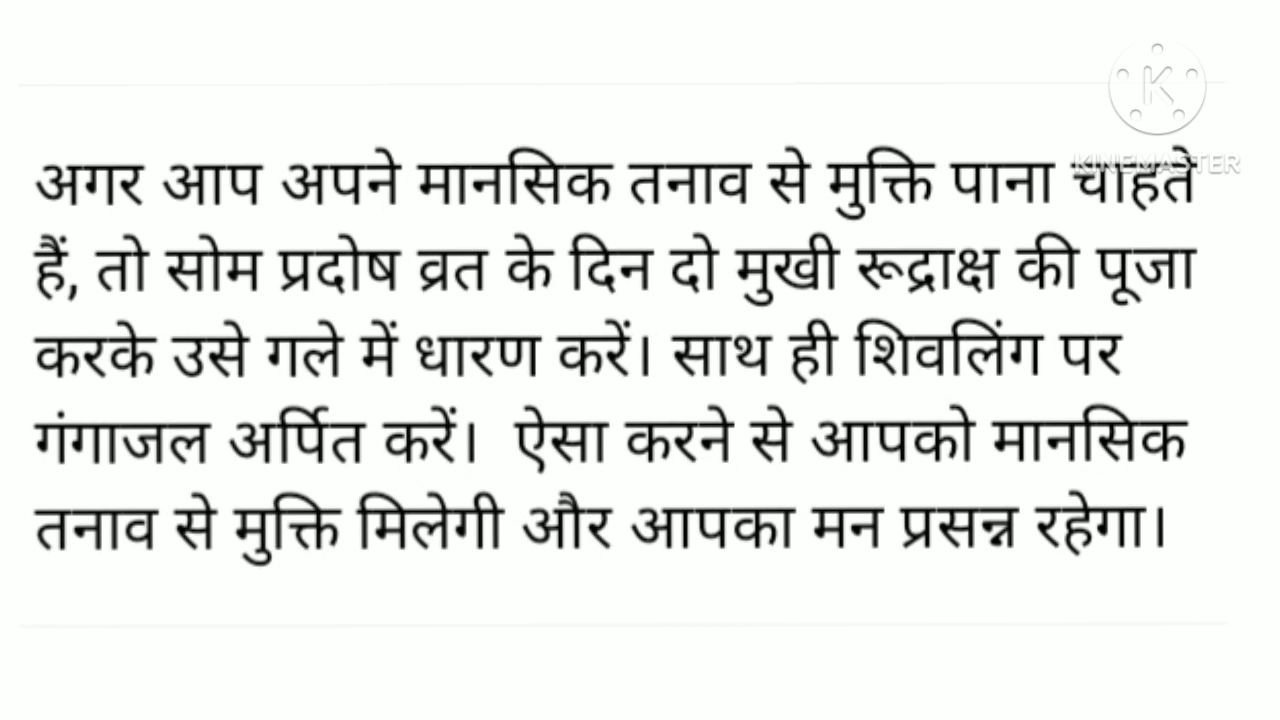 KINEMASTER
अगर आप अपने मानसिक तनाव से मुक्ति पाना चाहते
हैं, तो सोम प्रदोष व्रत के दिन दो मुखी रूद्राक्ष की पूजा
करके उसे गले में धारण करें। साथ ही शिवलिंग पर
गंगाजल अर्पित करें। ऐसा करने से आपको मानसिक
तनाव से मुक्ति मिलेगी और आपका मन प्रसन्न रहेगा।